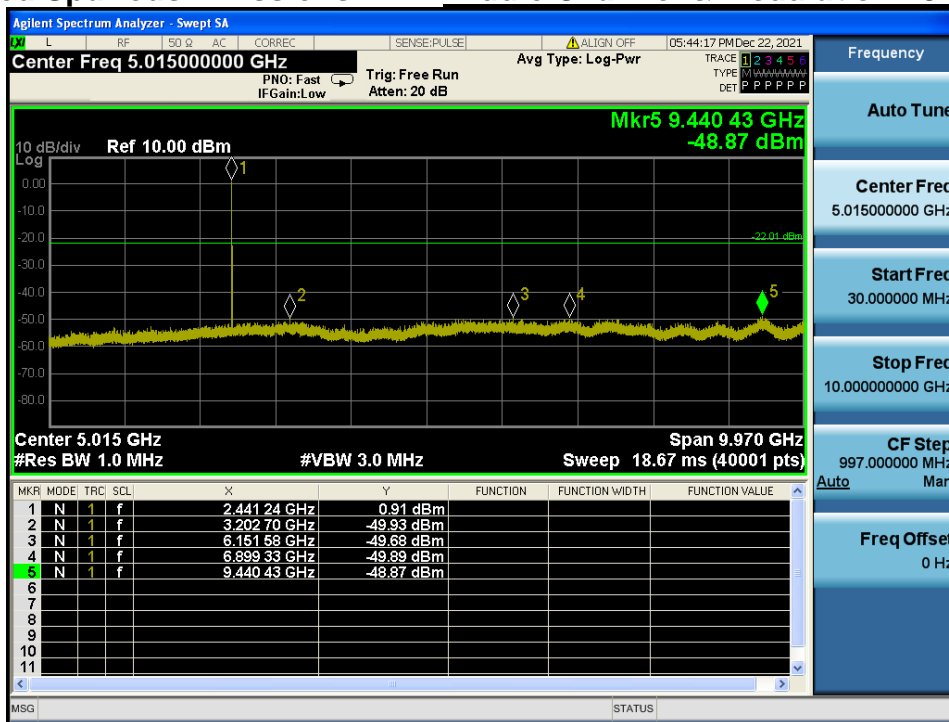 Agilent Spectrum Analyzer - Swept SA
LXI L RF 50 Ω AC CORREC SENSE:PULSE ALIGN OFF 05:44:17 PM Dec 22, 2021
Center Freq 5.015000000 GHz
PNO: Fast
IFGain:Low
Trig: Free Run
Atten: 20 dB
Avg Type: Log-Pwr
TRACE 1 2 3 4 5 6
TYPE M W W W W W
DET P P P P P P
Mkr5 9.440 43 GHz
-48.87 dBm
10 dB/div Ref 10.00 dBm
Log
0.00
-10.0
-20.0
-30.0
-40.0
-50.0
-60.0
-70.0
-80.0
1
2
3
4
5
-22.01 dBm
Center 5.015 GHz Span 9.970 GHz
#Res BW 1.0 MHz #VBW 3.0 MHz Sweep 18.67 ms (40001 pts)
MKR MODE TRC SCL X Y FUNCTION FUNCTION WIDTH FUNCTION VALUE
1 N 1 f 2.441 24 GHz 0.91 dBm
2 N 1 f 3.202 70 GHz -49.93 dBm
3 N 1 f 6.151 58 GHz -49.68 dBm
4 N 1 f 6.899 33 GHz -49.89 dBm
5 N 1 f 9.440 43 GHz -48.87 dBm
6
7
8
9
10
11
MSG STATUS
Frequency
Auto Tune
Center Freq
5.015000000 GHz
Start Freq
30.000000 MHz
Stop Freq
10.000000000 GHz
CF Step
997.000000 MHz
Auto Man
Freq Offset
0 Hz